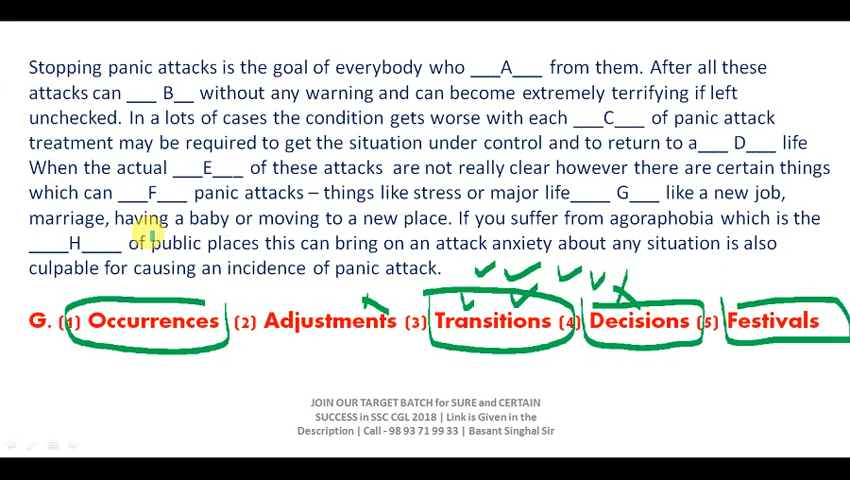 Stopping panic attacks is the goal of everybody who ___A___ from them. After all these
attacks can ___ B__ without any warning and can become extremely terrifying if left
unchecked. In a lots of cases the condition gets worse with each ___C___ of panic attack
treatment may be required to get the situation under control and to return to a___ D___ life
When the actual ___E___ of these attacks are not really clear however there are certain things
which can ___F___ panic attacks – things like stress or major life____ G___ like a new job,
marriage, having a baby or moving to a new place. If you suffer from agoraphobia which is the
____H____ of public places this can bring on an attack anxiety about any situation is also
culpable for causing an incidence of panic attack.
G. (1) Occurrences (2) Adjustments (3) Transitions (4) Decisions (5) Festivals
JOIN OUR TARGET BATCH for SURE and CERTAIN
SUCCESS in SSC CGL 2018 | Link is Given in the
Description | Call - 98 93 71 99 33 | Basant Singhal Sir